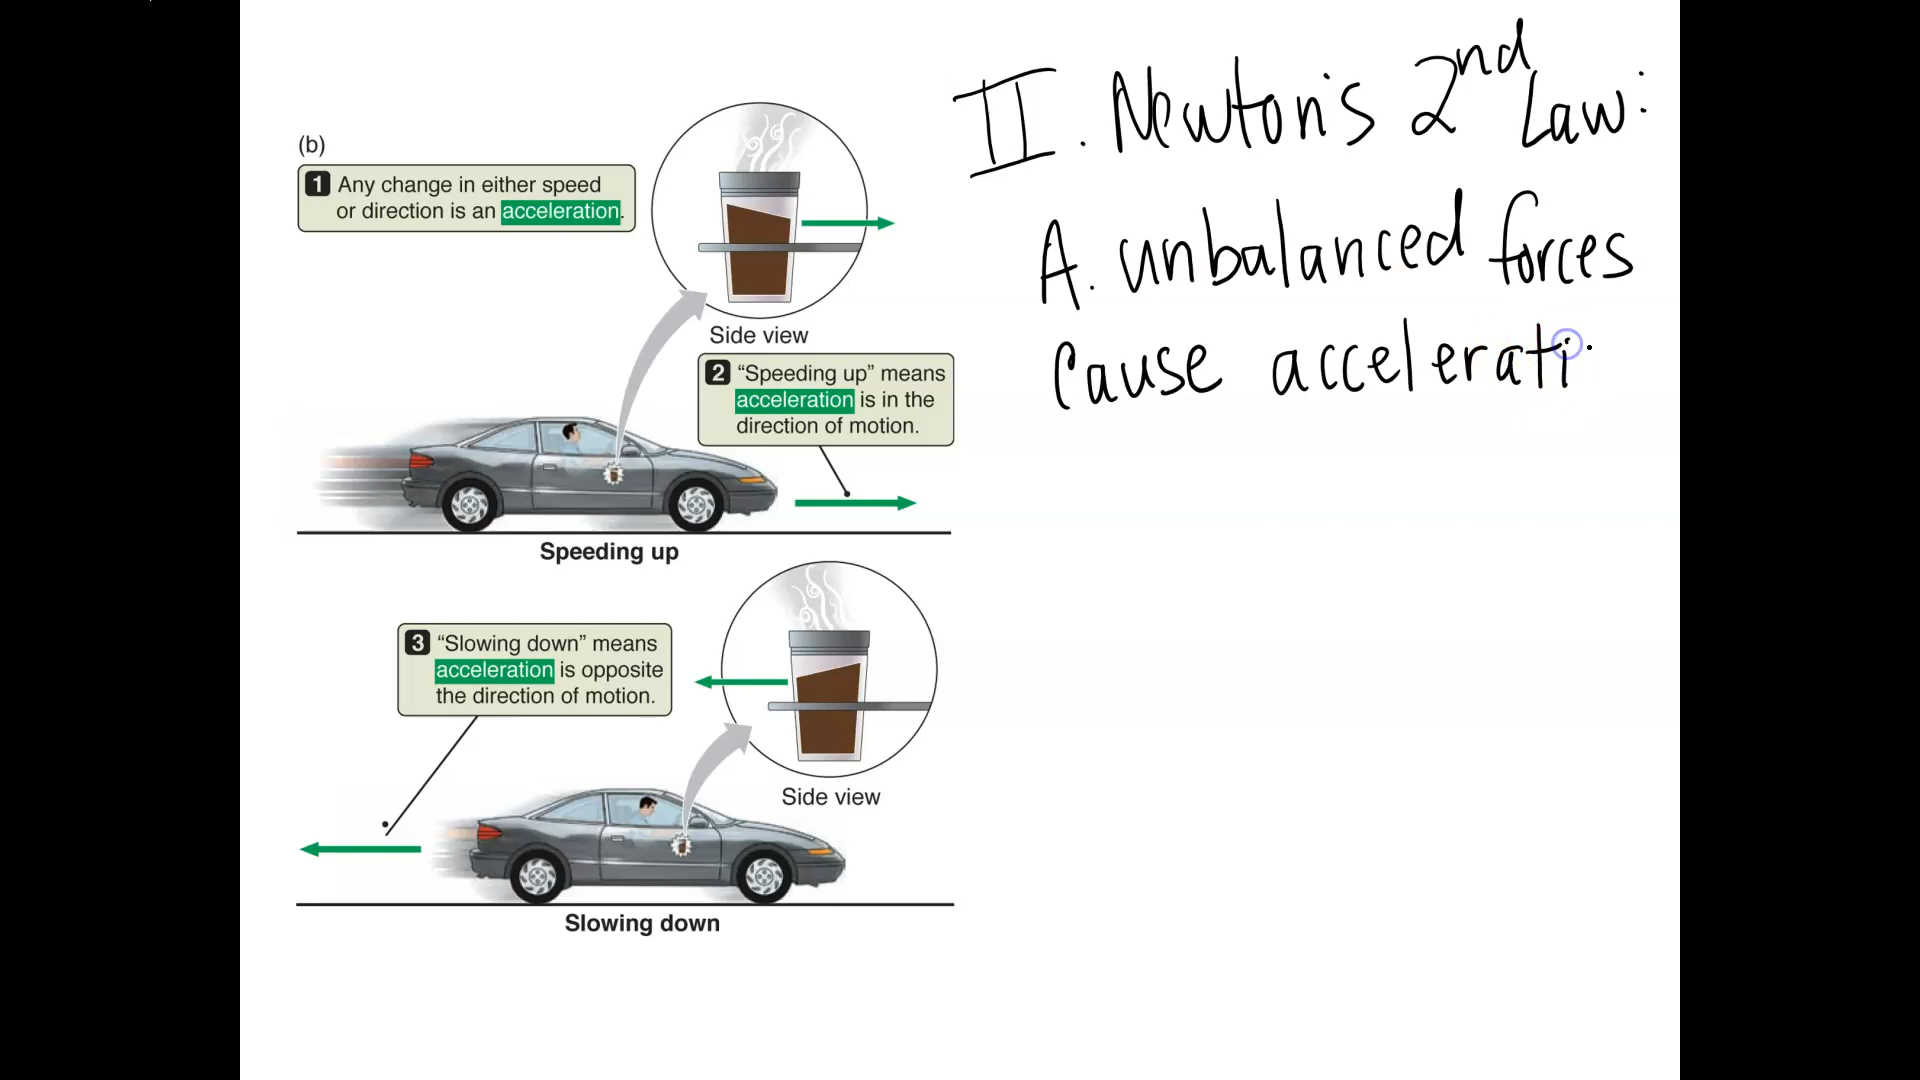 (b)
1 Any change in either speed
or direction is an acceleration.
Side view
2 “Speeding up” means
acceleration is in the
direction of motion.
Speeding up
3 “Slowing down” means
acceleration is opposite
the direction of motion.
Side view
Slowing down
II. Newton's 2nd Law:
A. unbalanced forces
cause accelerati